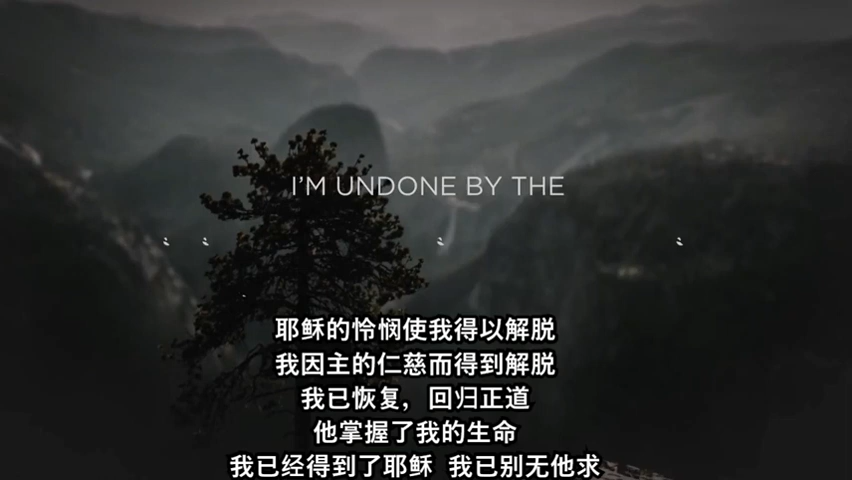 I'M UNDONE BY THE
耶稣的怜悯使我得以解脱
我因主的仁慈而得到解脱
我已恢复，回归正道
他掌握了我的生命
我已经得到了耶稣 我已别无他求